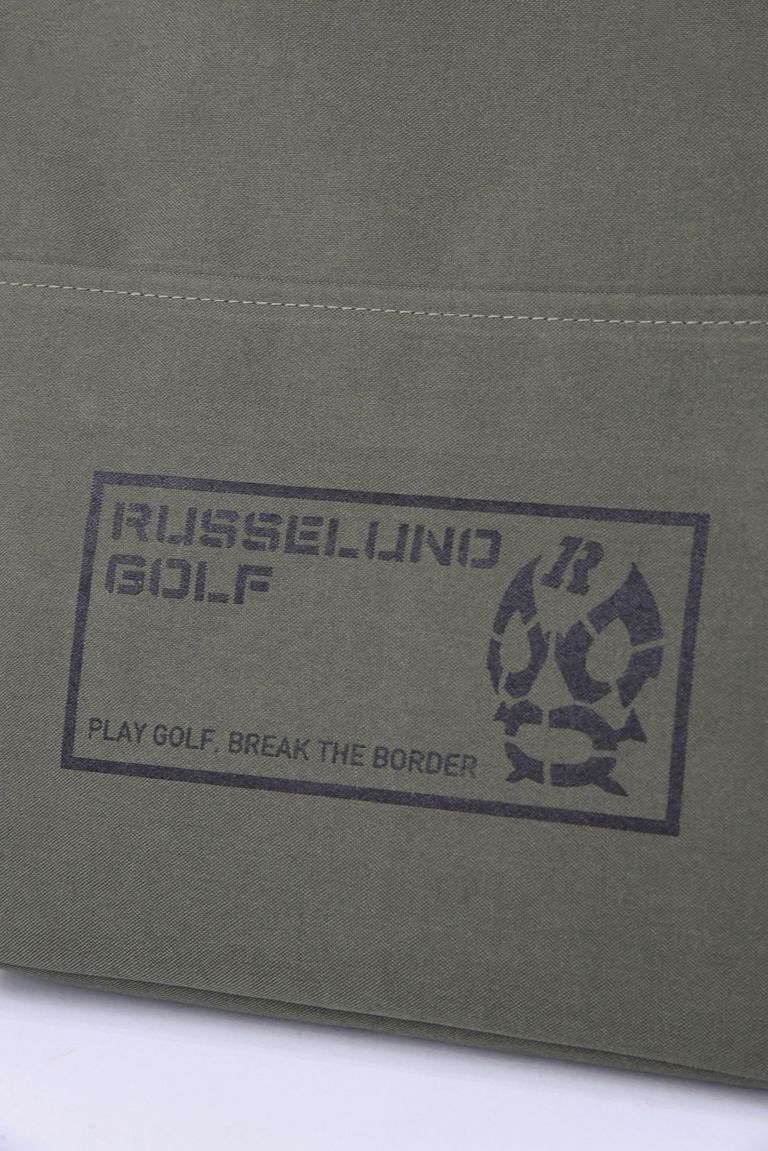 RUSSELUNO
GOLF
R
PLAY GOLF, BREAK THE BORDER